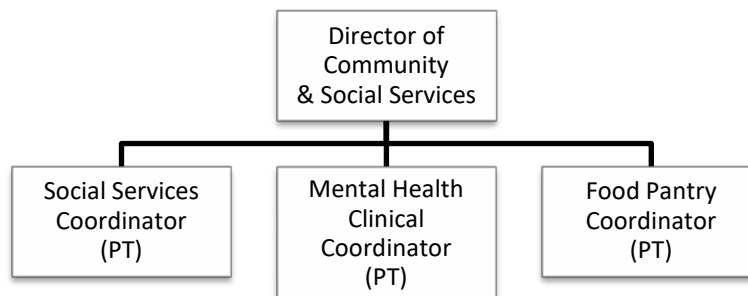 Director of
Community
& Social Services
Social Services
Coordinator
(PT)
Mental Health
Clinical
Coordinator
(PT)
Food Pantry
Coordinator
(PT)